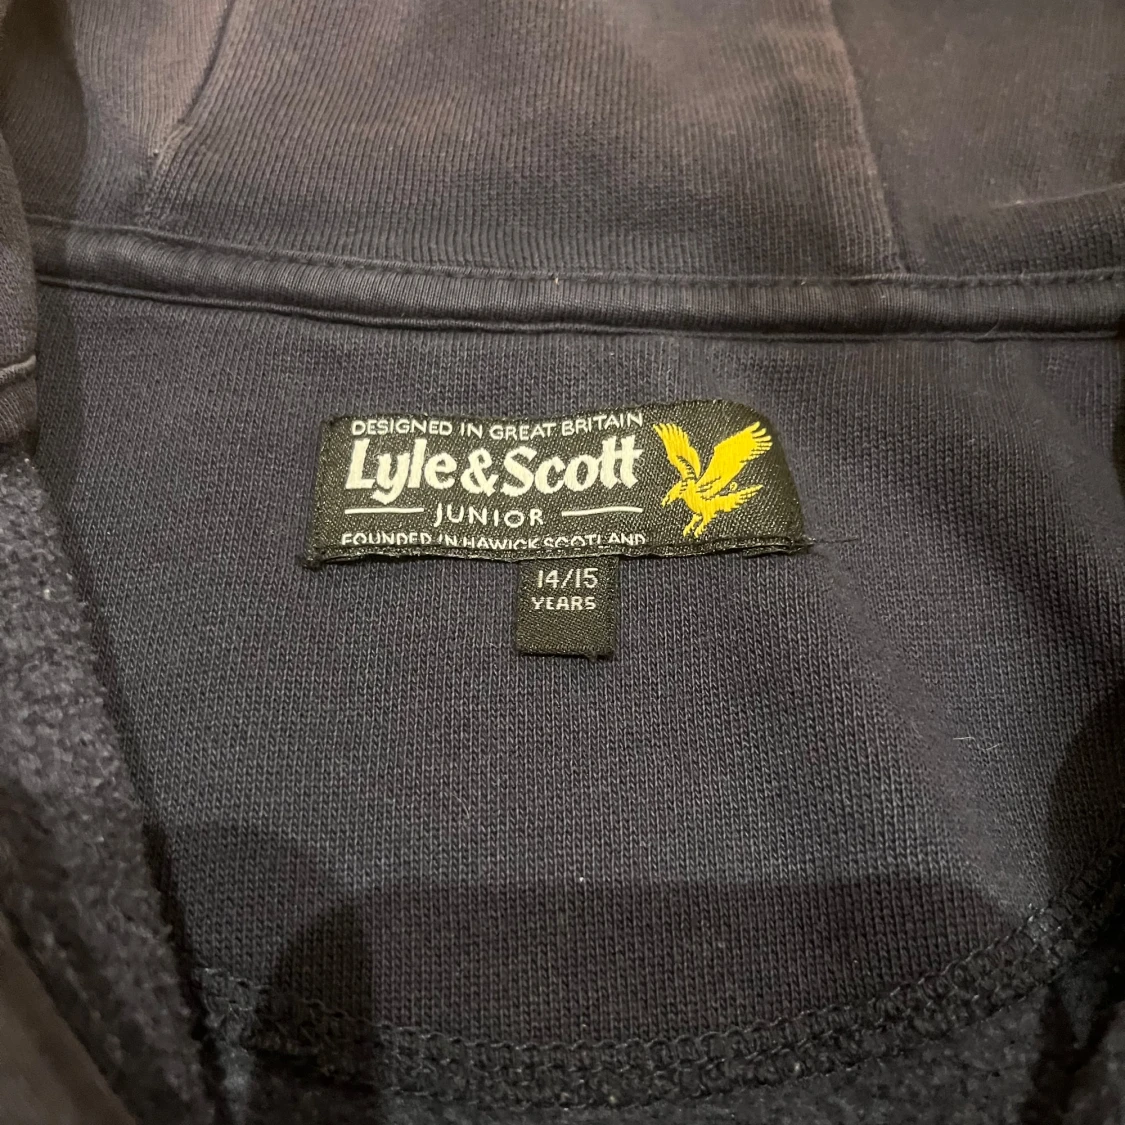 DESIGNED IN GREAT BRITAIN
Lyle&Scott
JUNIOR
FOUNDED IN HAWICK SCOTLAND
14/15
YEARS